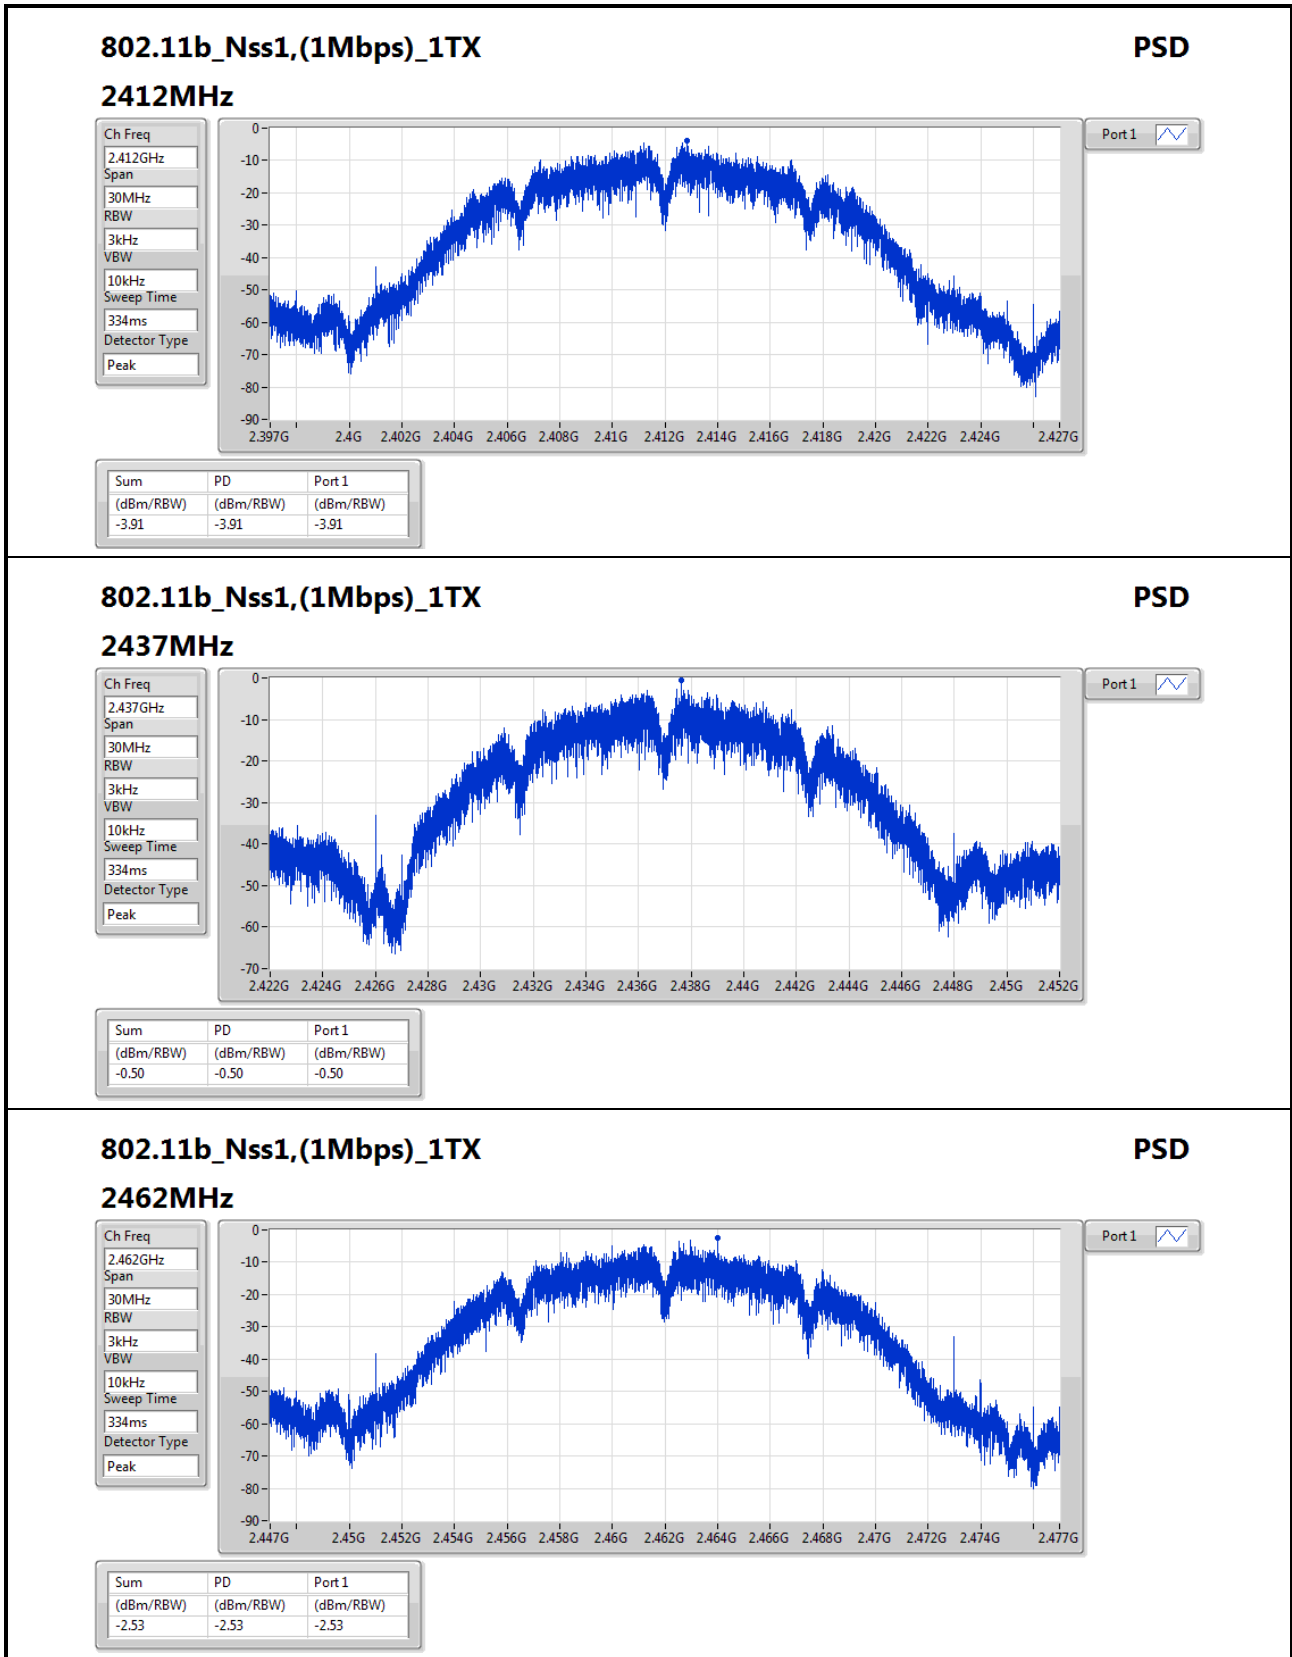 802.11b_Nss1,(1Mbps)_1TX PSD
2412MHz
Ch Freq
2.412GHz
Span
30MHz
RBW
3kHz
VBW
10kHz
Sweep Time
334ms
Detector Type
Peak
0
-10
-20
-30
-40
-50
-60
-70
-80
-90
2.397G 2.4G 2.402G 2.404G 2.406G 2.408G 2.41G 2.412G 2.414G 2.416G 2.418G 2.42G 2.422G 2.424G 2.427G
Port 1
Sum PD Port 1
(dBm/RBW) (dBm/RBW) (dBm/RBW)
-3.91 -3.91 -3.91
802.11b_Nss1,(1Mbps)_1TX PSD
2437MHz
Ch Freq
2.437GHz
Span
30MHz
RBW
3kHz
VBW
10kHz
Sweep Time
334ms
Detector Type
Peak
0
-10
-20
-30
-40
-50
-60
-70
2.422G 2.424G 2.426G 2.428G 2.43G 2.432G 2.434G 2.436G 2.438G 2.44G 2.442G 2.444G 2.446G 2.448G 2.45G 2.452G
Port 1
Sum PD Port 1
(dBm/RBW) (dBm/RBW) (dBm/RBW)
-0.50 -0.50 -0.50
802.11b_Nss1,(1Mbps)_1TX PSD
2462MHz
Ch Freq
2.462GHz
Span
30MHz
RBW
3kHz
VBW
10kHz
Sweep Time
334ms
Detector Type
Peak
0
-10
-20
-30
-40
-50
-60
-70
-80
-90
2.447G 2.45G 2.452G 2.454G 2.456G 2.458G 2.46G 2.462G 2.464G 2.466G 2.468G 2.47G 2.472G 2.474G 2.477G
Port 1
Sum PD Port 1
(dBm/RBW) (dBm/RBW) (dBm/RBW)
-2.53 -2.53 -2.53